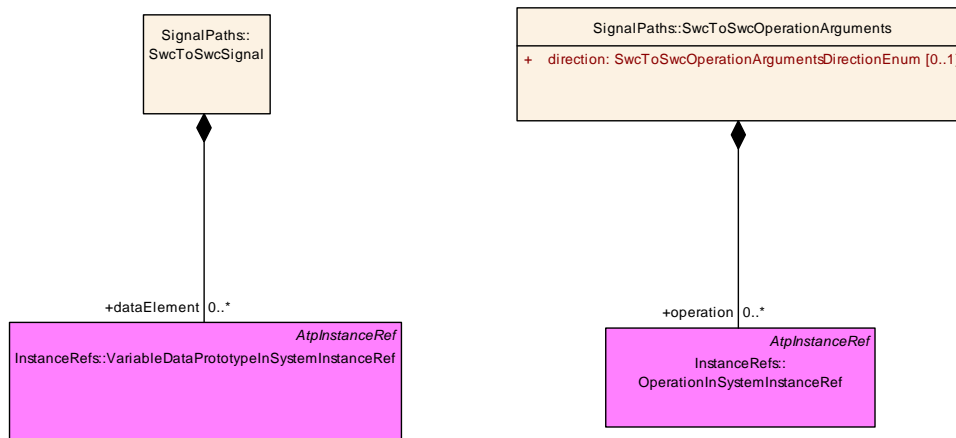 SignalPaths::
SwcToSwcSignal
+dataElement 0..*
AtpInstanceRef
InstanceRefs::VariableDataPrototypeInSystemInstanceRef
SignalPaths::SwcToSwcOperationArguments
+ direction: SwcToSwcOperationArgumentsDirectionEnum [0..1]
+operation 0..*
AtpInstanceRef
InstanceRefs::
OperationInSystemInstanceRef